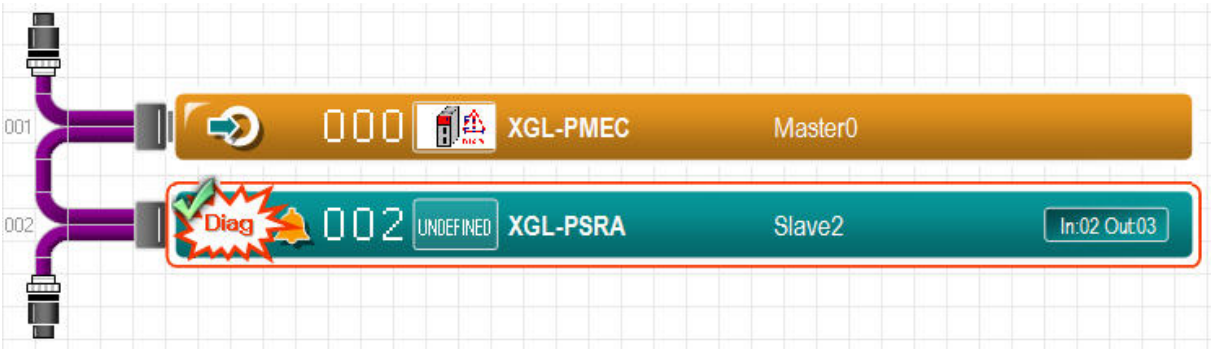 001 000 XGL-PMEC Master0
002 Diag 002 UNDEFINED XGL-PSRA Slave2 In:02 Out:03